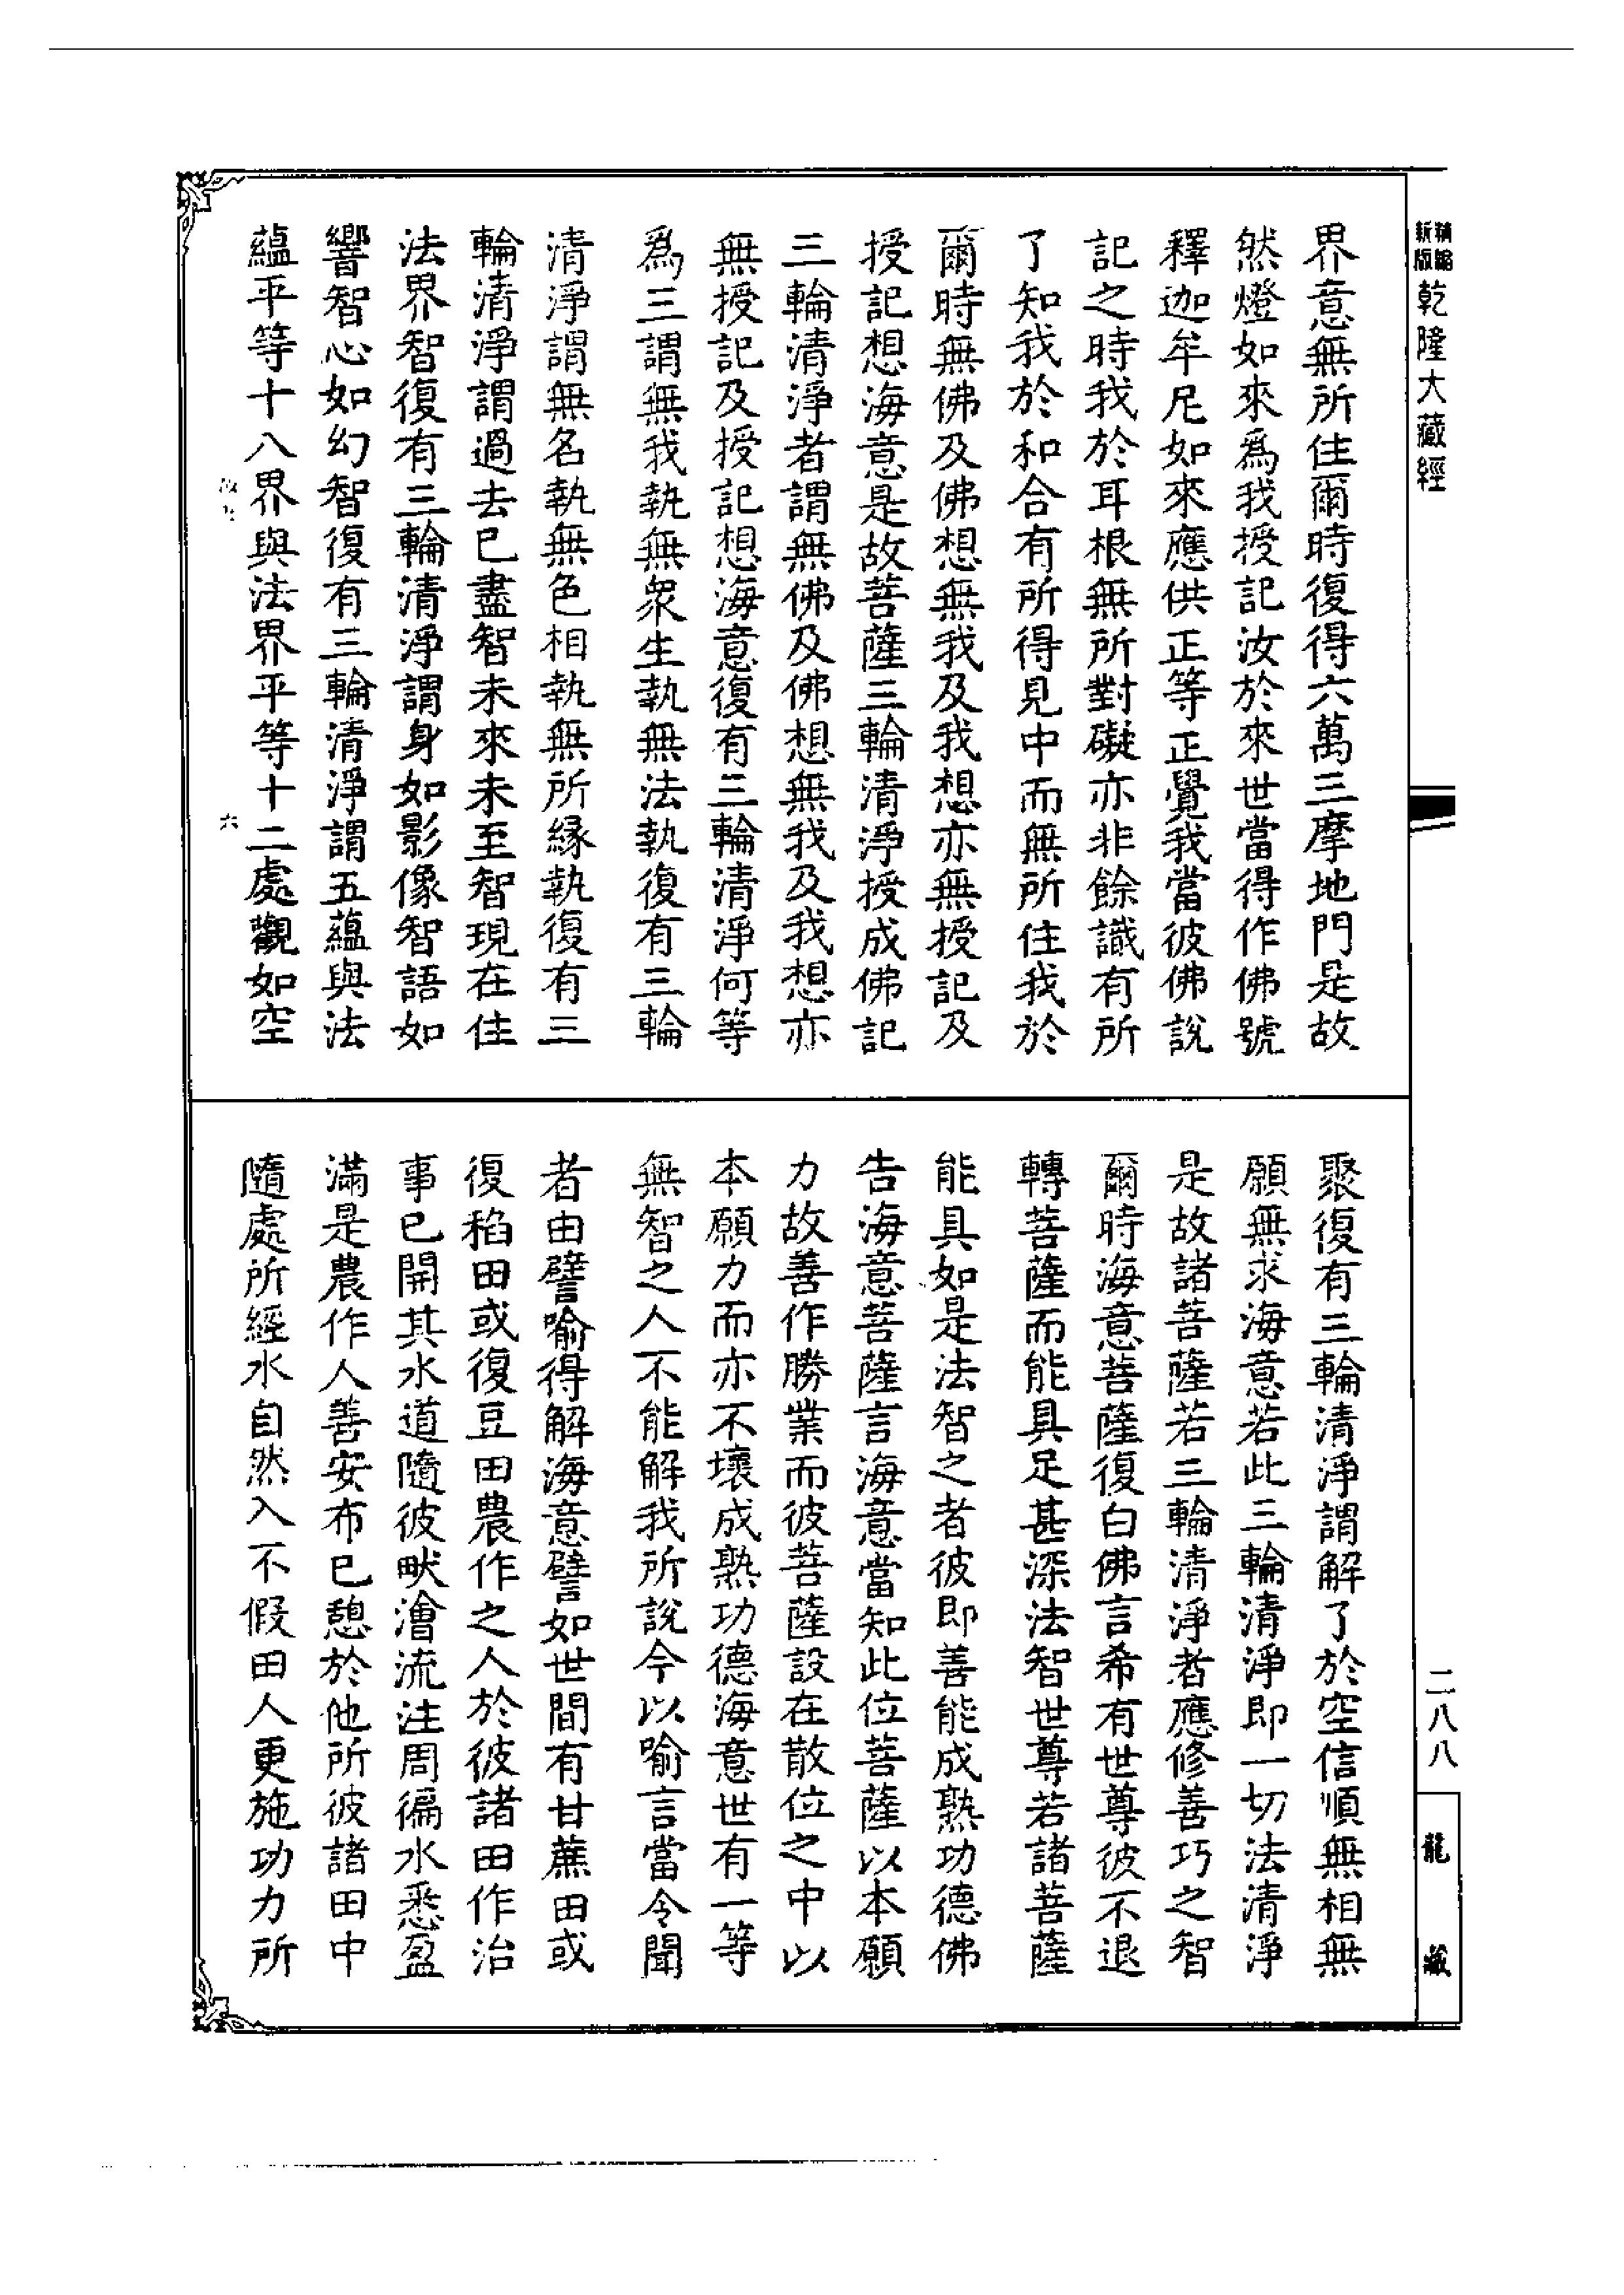 新版
精縮
乾隆大藏經
二八八
龍藏
界意無所住爾時復得六萬三摩地門是故
然燈如來爲我授記汝於來世當得作佛號
釋迦牟尼如來應供正等正覺我當彼佛說
記之時我於耳根無所對礙亦非餘識有所
了知我於和合有所得見中而無所住我於
爾時無佛及佛想無我及我想亦無授記及
授記想海意是故菩薩三輪清淨授成佛記
三輪清淨者謂無佛及佛想無我及我想亦
無授記及授記想海意復有三輪清淨何等
爲三謂無我執無衆生執無法執復有三輪
清淨謂無名執無色相執無所緣執復有三
輪清淨謂過去已盡智未來未至智現在住
法界智復有三輪清淨謂身如影像智語如
響智心如幻智復有三輪清淨謂五蘊與法
蘊平等十八界與法界平等十二處觀如空
六
聚復有三輪清淨謂解了於空信順無相無
願無求海意若此三輪清淨即一切法清淨
是故諸菩薩若三輪清淨者應修善巧之智
爾時海意菩薩復白佛言希有世尊彼不退
轉菩薩而能具足甚深法智世尊若諸菩薩
能具如是法智之者彼即善能成熟功德佛
告海意菩薩言海意當知此位菩薩以本願
力故善作勝業而彼菩薩設在散位之中以
本願力而亦不壞成熟功德海意世有一等
無智之人不能解我所說今以喻言當令聞
者由譬喻得解海意譬如世間有甘蔗田或
復稻田或復豆田農作之人於彼諸田作治
事已開其水道隨彼畎澮流注周徧水悉盈
滿是農作人善安布已憩於他所彼諸田中
隨處所經水自然入不假田人更施功力所